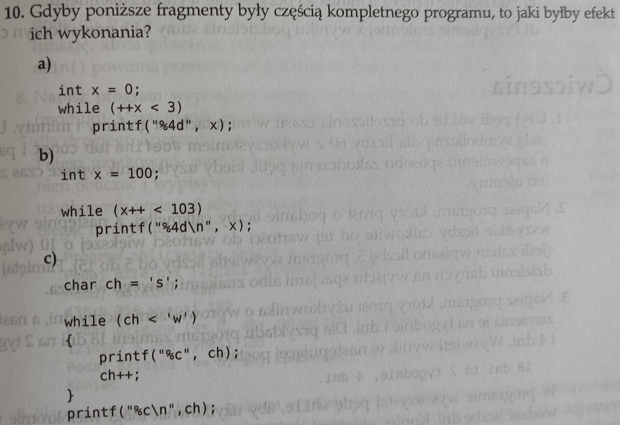 10. Gdyby poniższe fragmenty były częścią kompletnego programu, to jaki byłby efekt
ich wykonania?
a)
int x = 0;
while (++x < 3)
printf("%4d", x);
b)
int x = 100;
while (x++ < 103)
printf("%4d\n", x);
c)
char ch = 's';
while (ch < 'w')
{
printf("%c", ch);
ch++;
}
printf("%c\n",ch);